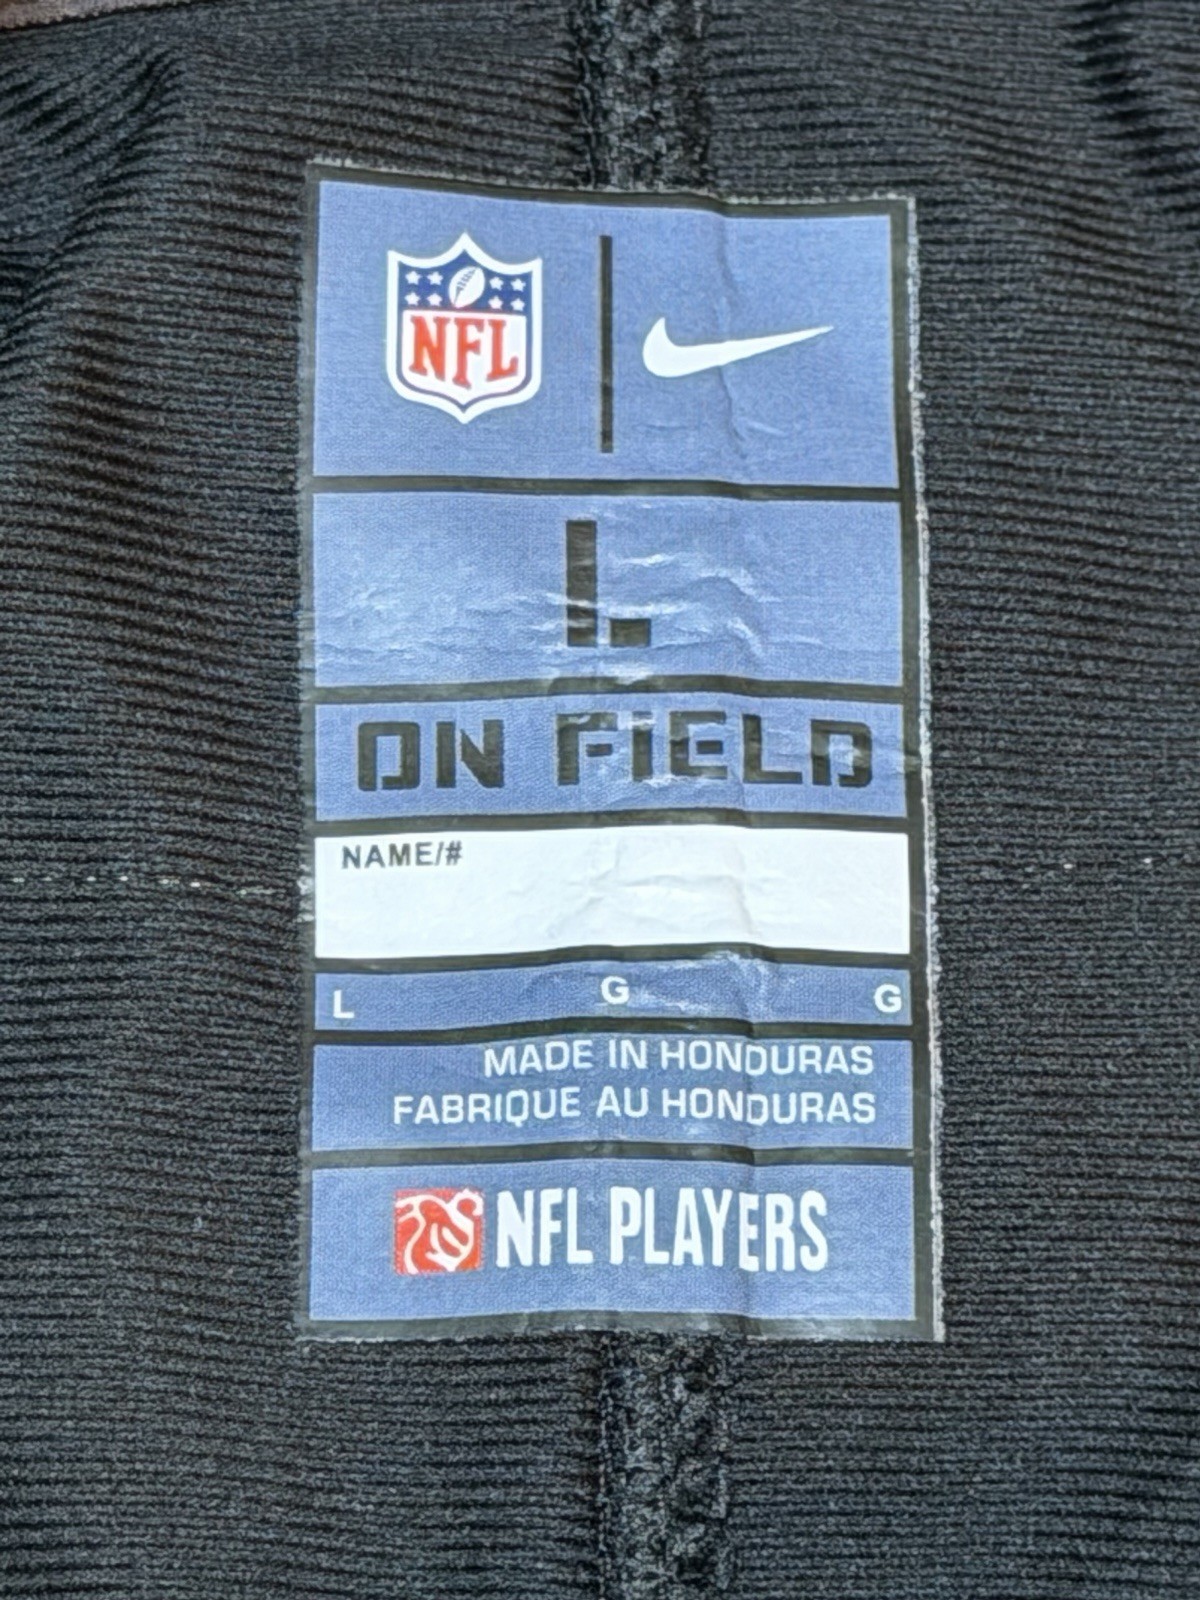 NFL
L
ON FIELD
NAME/#
L G G
MADE IN HONDURAS
FABRIQUE AU HONDURAS
NFL PLAYERS